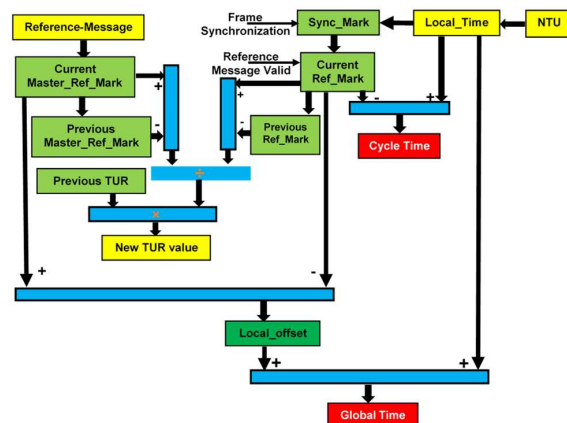 Frame
Synchronization
Sync_Mark
Local_Time
NTU
Reference-Message
Reference
Message Valid
Current
Master_Ref_Mark
Current
Ref_Mark
+
+
-
+
Previous
Master_Ref_Mark
-
-
Previous
Ref_Mark
Cycle Time
÷
Previous TUR
×
New TUR value
+
-
Local_offset
+
+
Global Time